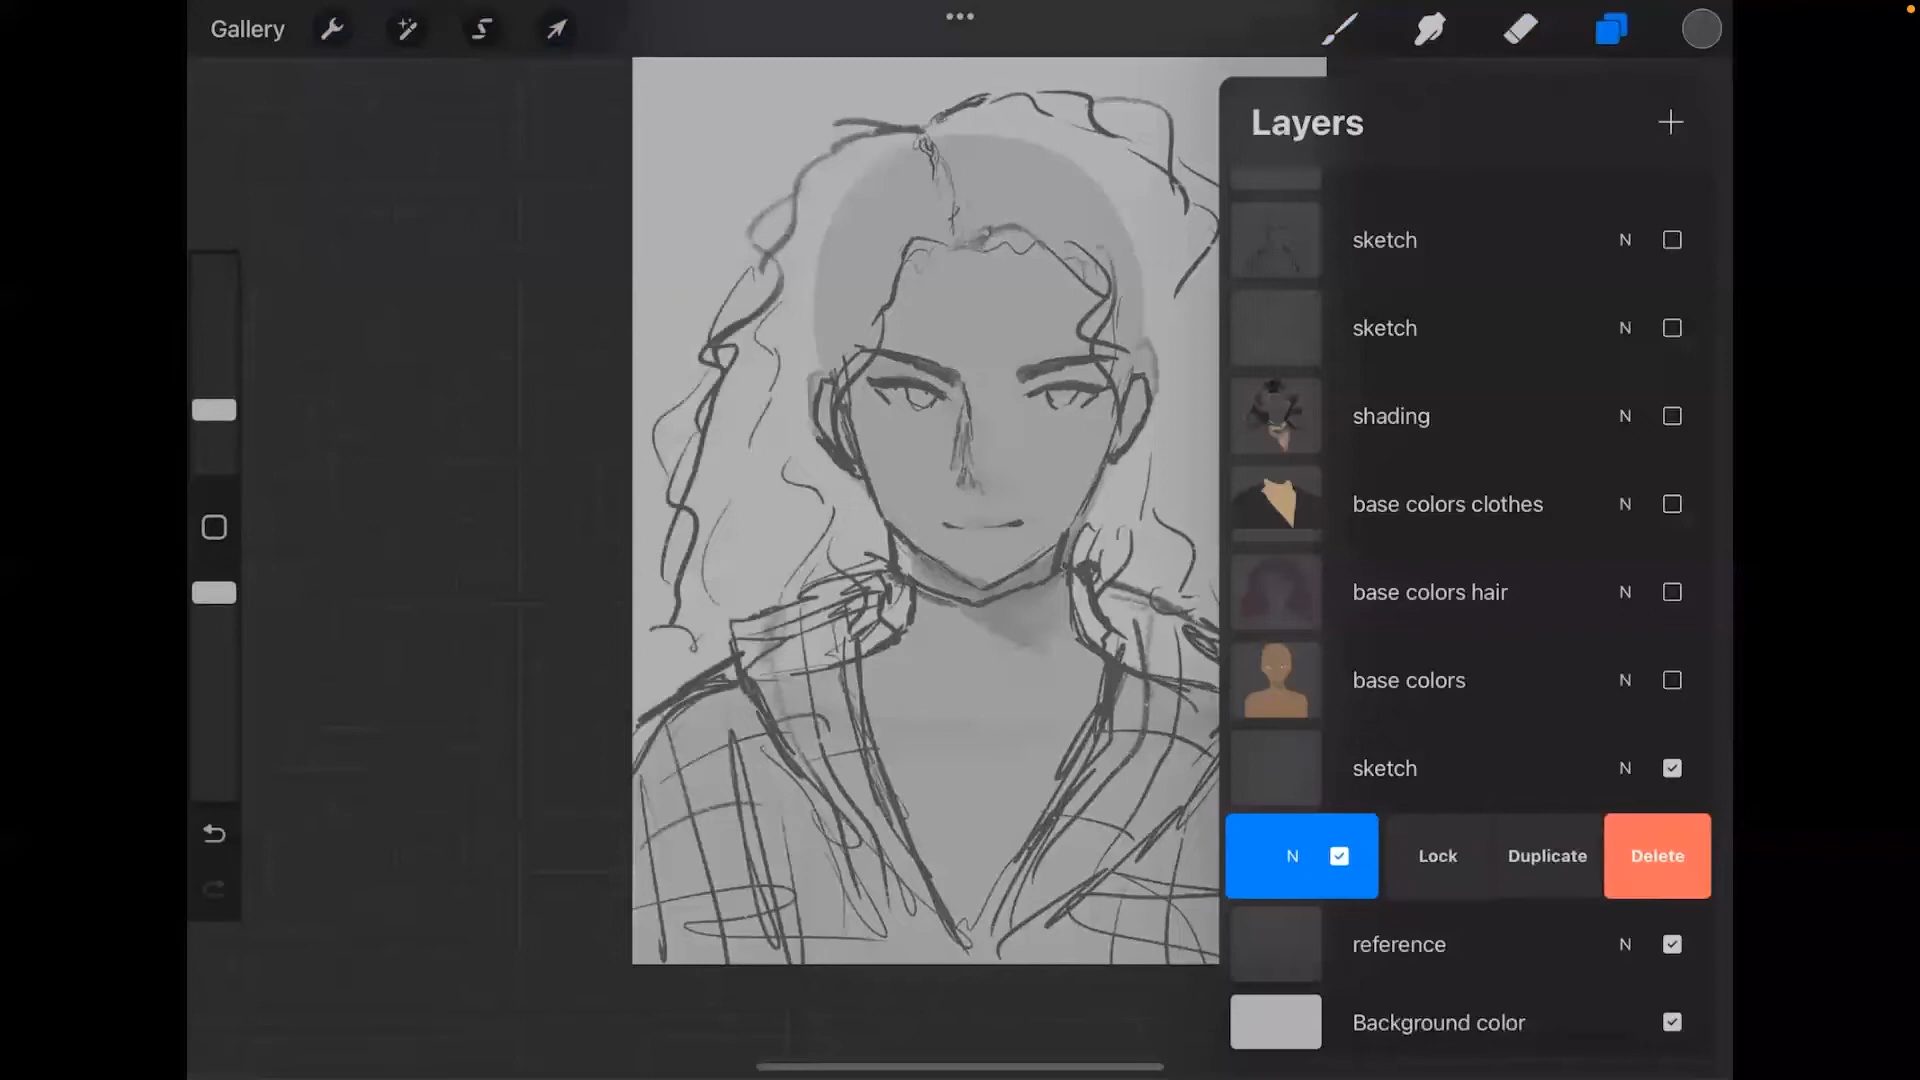 Gallery
Layers
sketch N
sketch N
shading N
base colors clothes N
base colors hair N
base colors N
sketch N
N Lock Duplicate Delete
reference N
Background color